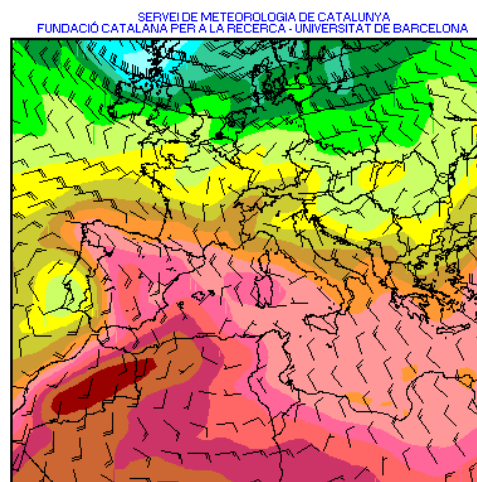 SERVEI DE METEOROLOGIA DE CATALUNYA
FUNDACIÓ CATALANA PER A LA RECERCA - UNIVERSITAT DE BARCELONA